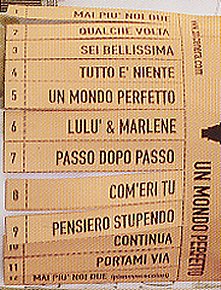 1 MAI PIU' NOI DUE
2 QUALCHE VOLTA
3 SEI BELLISSIMA
4 TUTTO E' NIENTE
5 UN MONDO PERFETTO
6 LULU' & MARLENE
7 PASSO DOPO PASSO
8 COM'ERI TU
9 PENSIERO STUPENDO
10 CONTINUA
11 PORTAMI VIA
12 MAI PIU' NOI DUE
UN MONDO PERFETTO